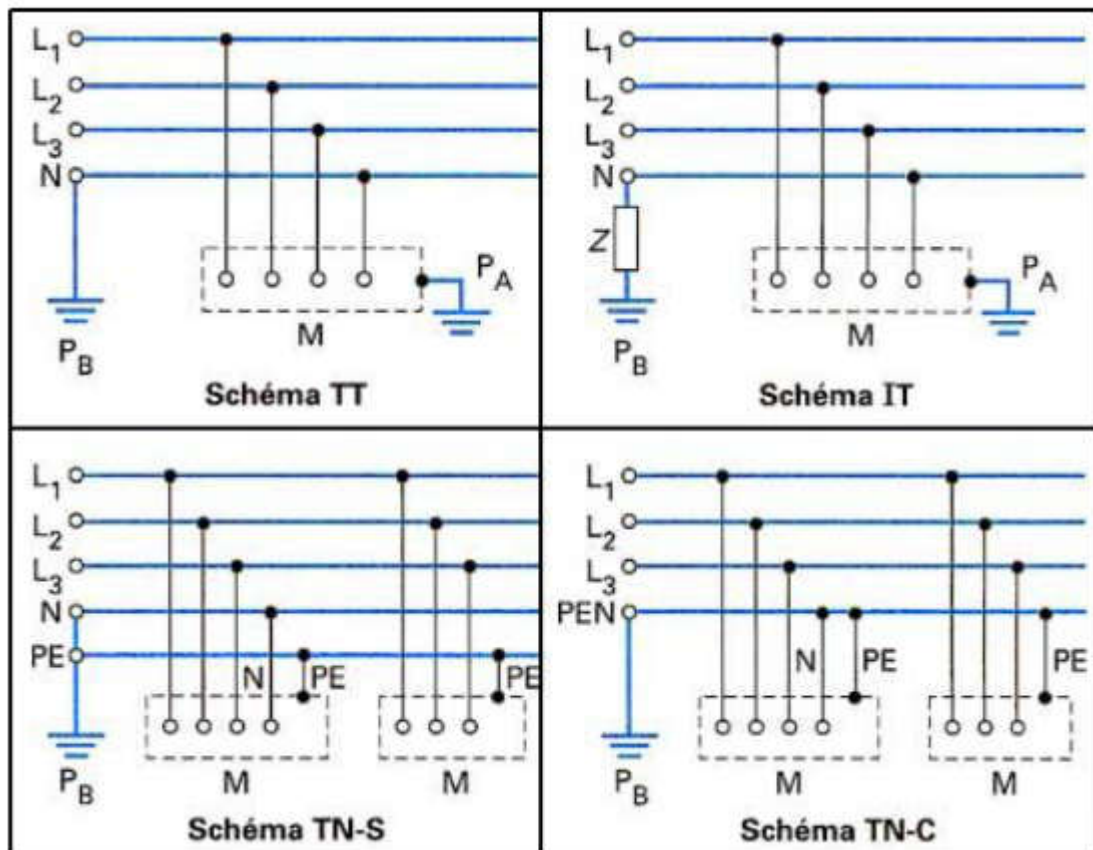 L1
L2
L3
N
PA
M
PB
Schéma TT
L1
L2
L3
N
Z
PA
M
PB
Schéma IT
L1
L2
L3
N
PE
N PE PE
PB M M
Schéma TN-S
L1
L2
L3
PEN
N PE PE
M M
PB
Schéma TN-C